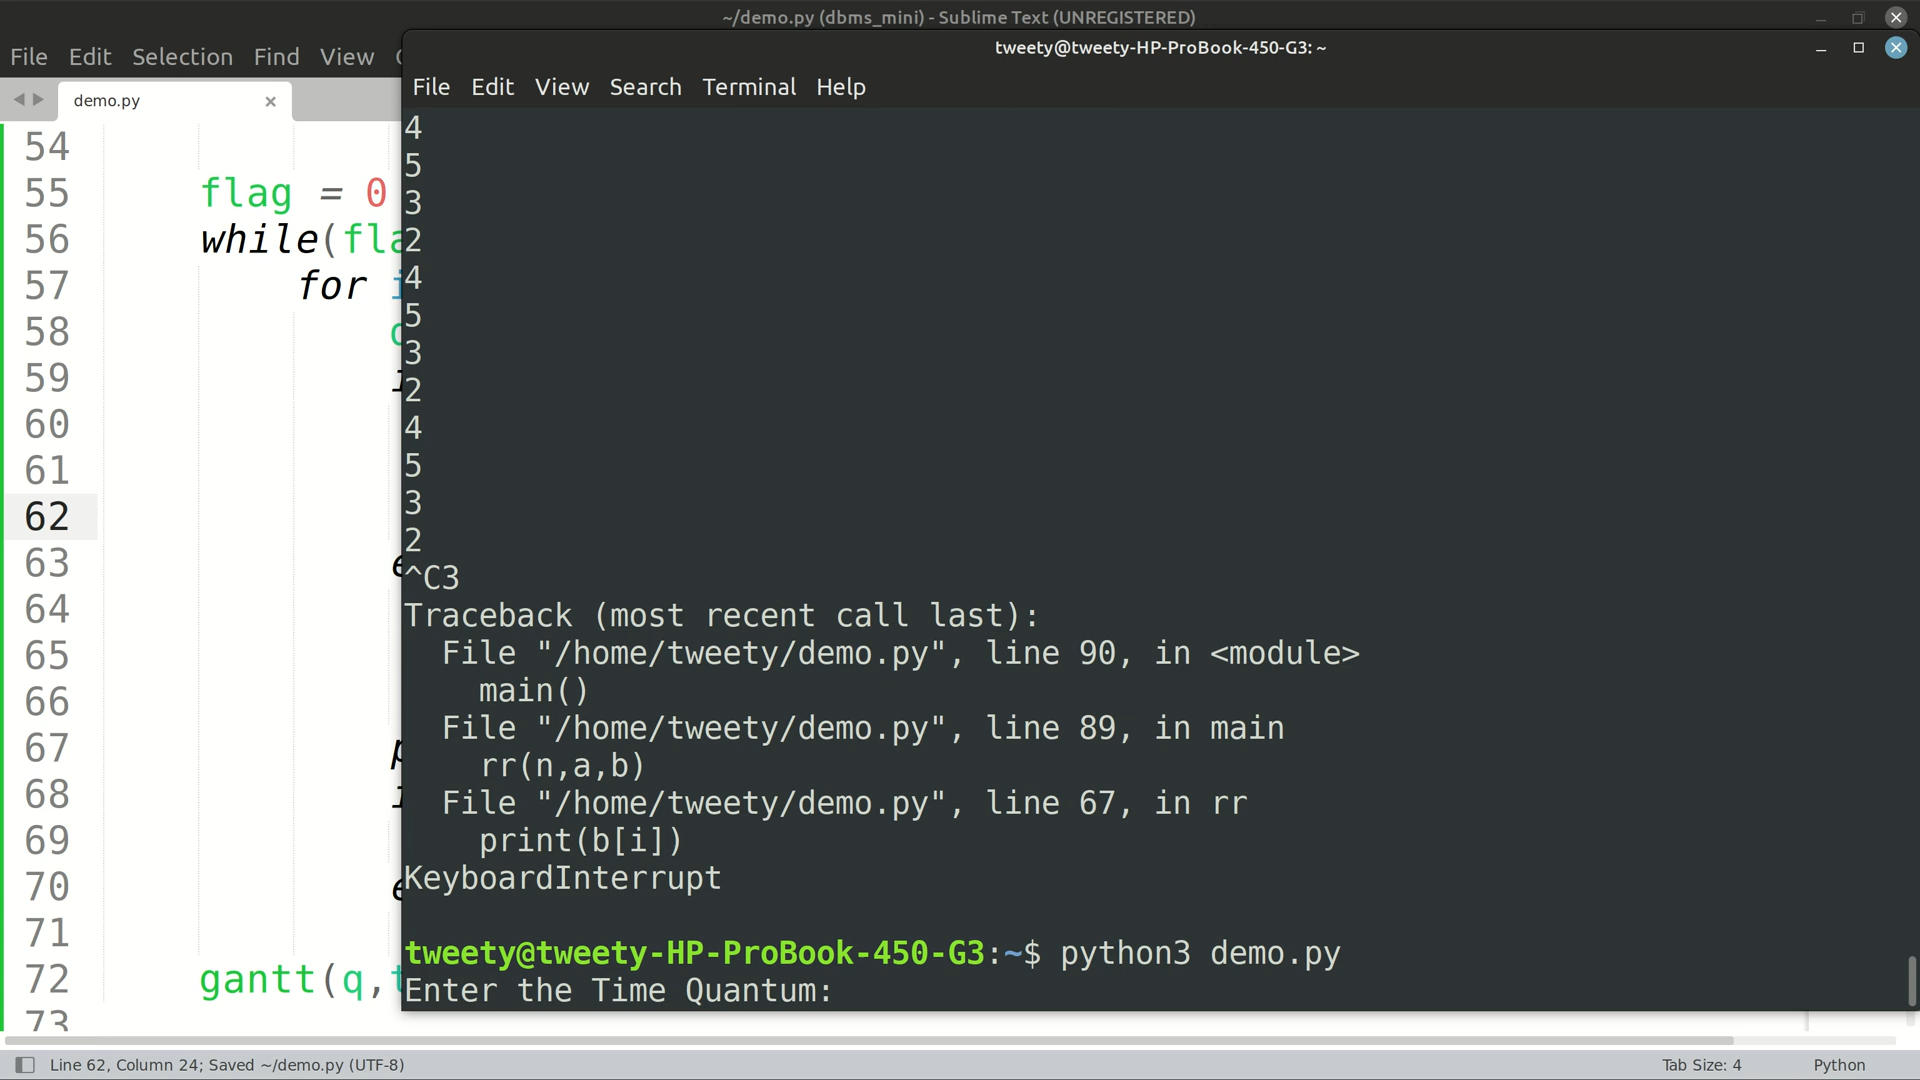 ~/demo.py (dbms_mini) - Sublime Text (UNREGISTERED)
File Edit Selection Find View
tweety@tweety-HP-ProBook-450-G3: ~
File Edit View Search Terminal Help
demo.py
54
55 flag = 0
56 while(fla
57 for i
58
59
60
61
62
63
64
65
66
67
68
69
70
71
72 gantt(q,t
73
4
5
3
2
4
5
3
2
4
5
3
2
^C3
Traceback (most recent call last):
File "/home/tweety/demo.py", line 90, in <module>
main()
File "/home/tweety/demo.py", line 89, in main
rr(n,a,b)
File "/home/tweety/demo.py", line 67, in rr
print(b[i])
KeyboardInterrupt
tweety@tweety-HP-ProBook-450-G3:~$ python3 demo.py
Enter the Time Quantum:
Line 62, Column 24; Saved ~/demo.py (UTF-8)
Tab Size: 4
Python